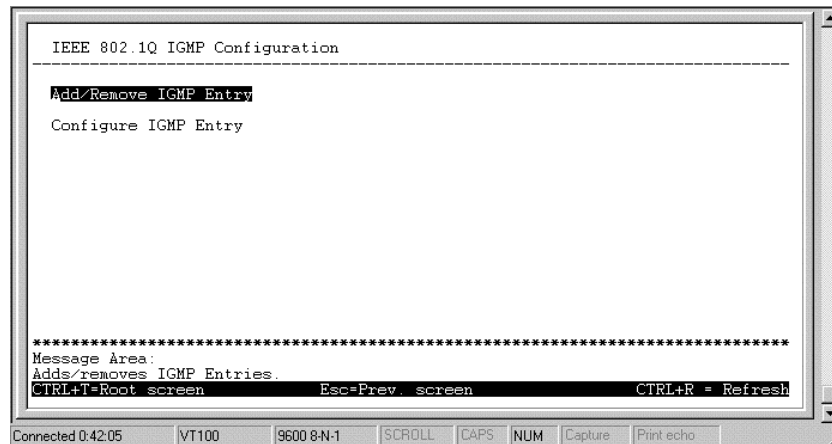 IEEE 802.1Q IGMP Configuration
Add/Remove IGMP Entry
Configure IGMP Entry
********************************************************************************
Message Area:
Adds/removes IGMP Entries.
CTRL+T=Root screen Esc=Prev. screen CTRL+R = Refresh
Connected 0:42:05 VT100 9600 8-N-1 SCROLL CAPS NUM Capture Print echo